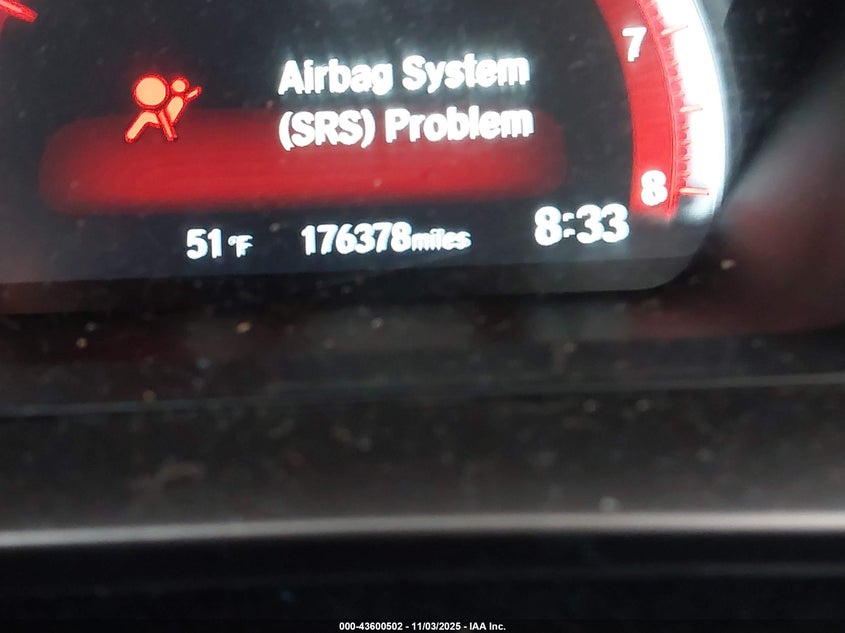 7
Airbag System
(SRS) Problem
8
51°F 176378miles 8:33
000-43600502 - 11/03/2025 - IAA Inc.